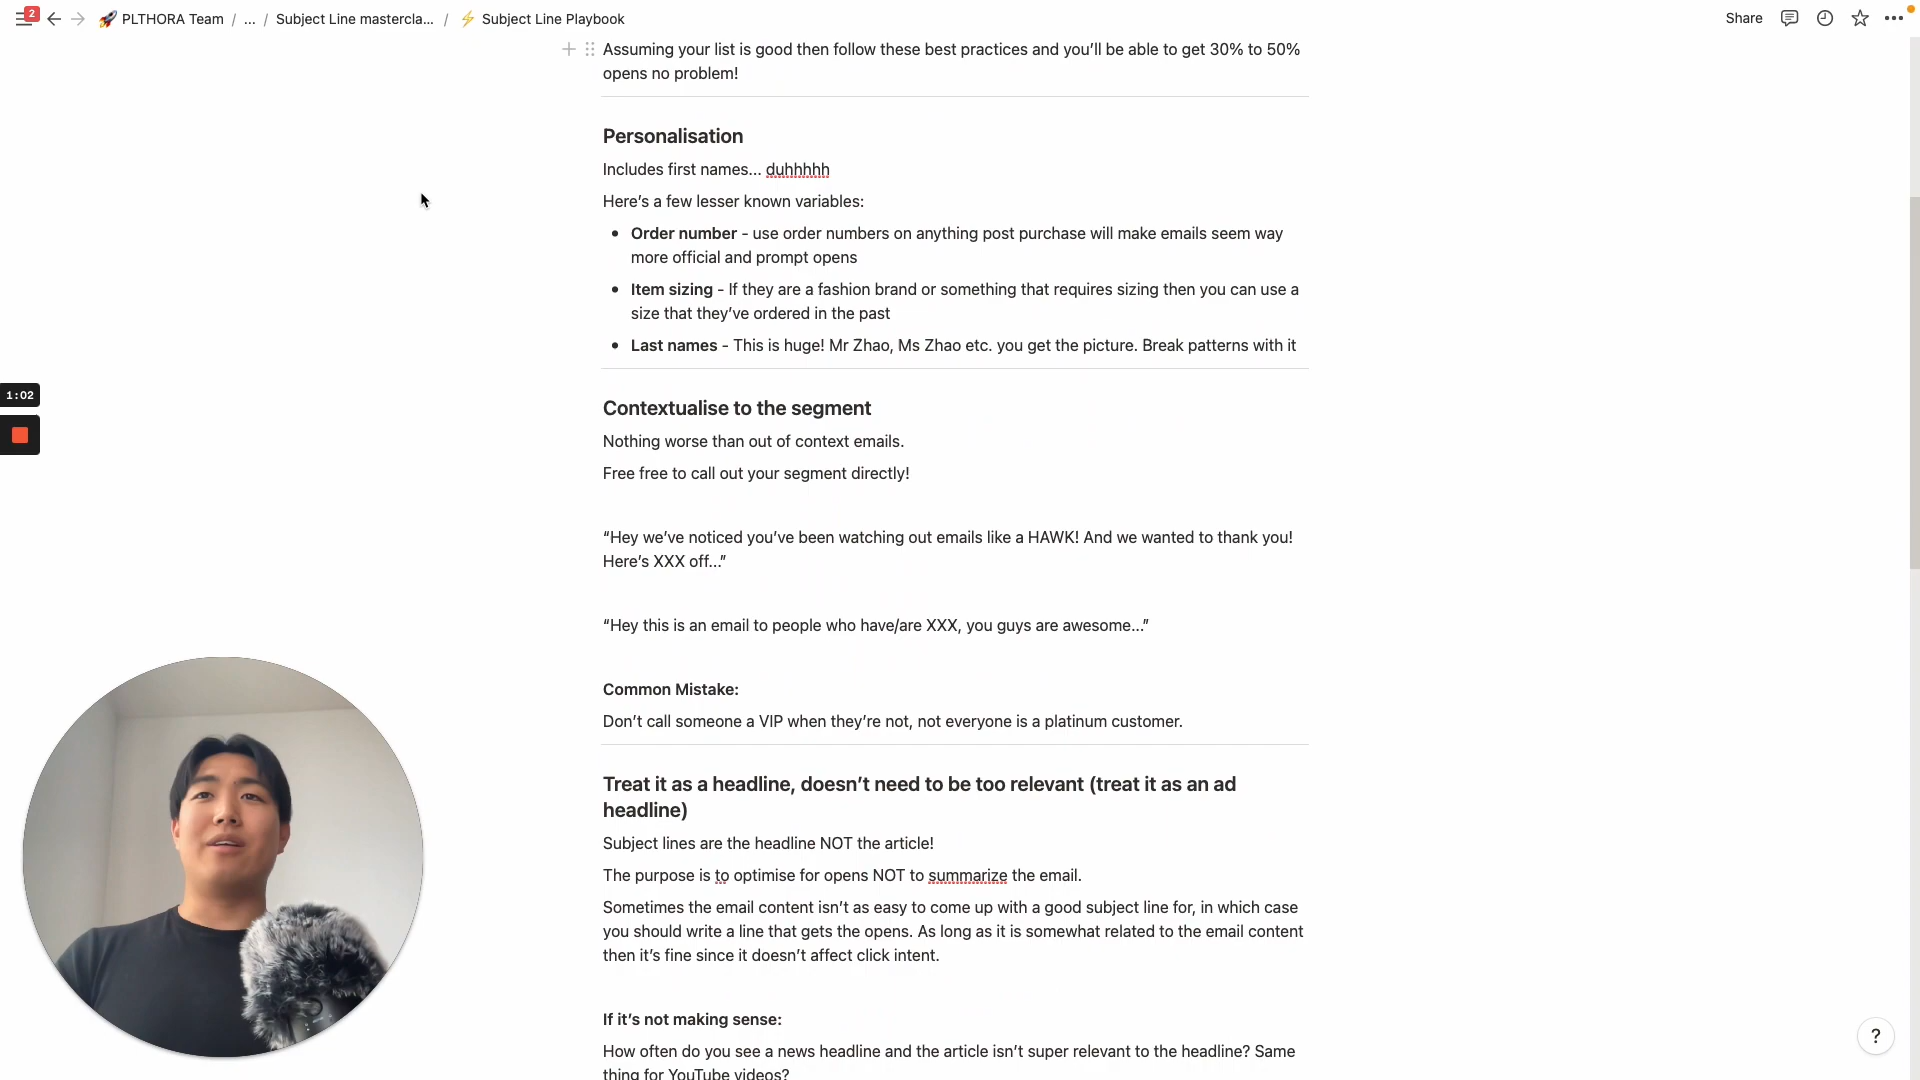 2
PLTHORA Team / ... / Subject Line mastercla... / Subject Line Playbook
Share
Assuming your list is good then follow these best practices and you’ll be able to get 30% to 50%
opens no problem!
Personalisation
Includes first names... duhhhhh
Here’s a few lesser known variables:
• Order number - use order numbers on anything post purchase will make emails seem way
more official and prompt opens
• Item sizing - If they are a fashion brand or something that requires sizing then you can use a
size that they’ve ordered in the past
• Last names - This is huge! Mr Zhao, Ms Zhao etc. you get the picture. Break patterns with it
1:02
Contextualise to the segment
Nothing worse than out of context emails.
Free free to call out your segment directly!
“Hey we’ve noticed you’ve been watching out emails like a HAWK! And we wanted to thank you!
Here’s XXX off...”
“Hey this is an email to people who have/are XXX, you guys are awesome...”
Common Mistake:
Don’t call someone a VIP when they’re not, not everyone is a platinum customer.
Treat it as a headline, doesn’t need to be too relevant (treat it as an ad
headline)
Subject lines are the headline NOT the article!
The purpose is to optimise for opens NOT to summarize the email.
Sometimes the email content isn’t as easy to come up with a good subject line for, in which case
you should write a line that gets the opens. As long as it is somewhat related to the email content
then it’s fine since it doesn’t affect click intent.
If it’s not making sense:
How often do you see a news headline and the article isn’t super relevant to the headline? Same
thing for YouTube videos?
?